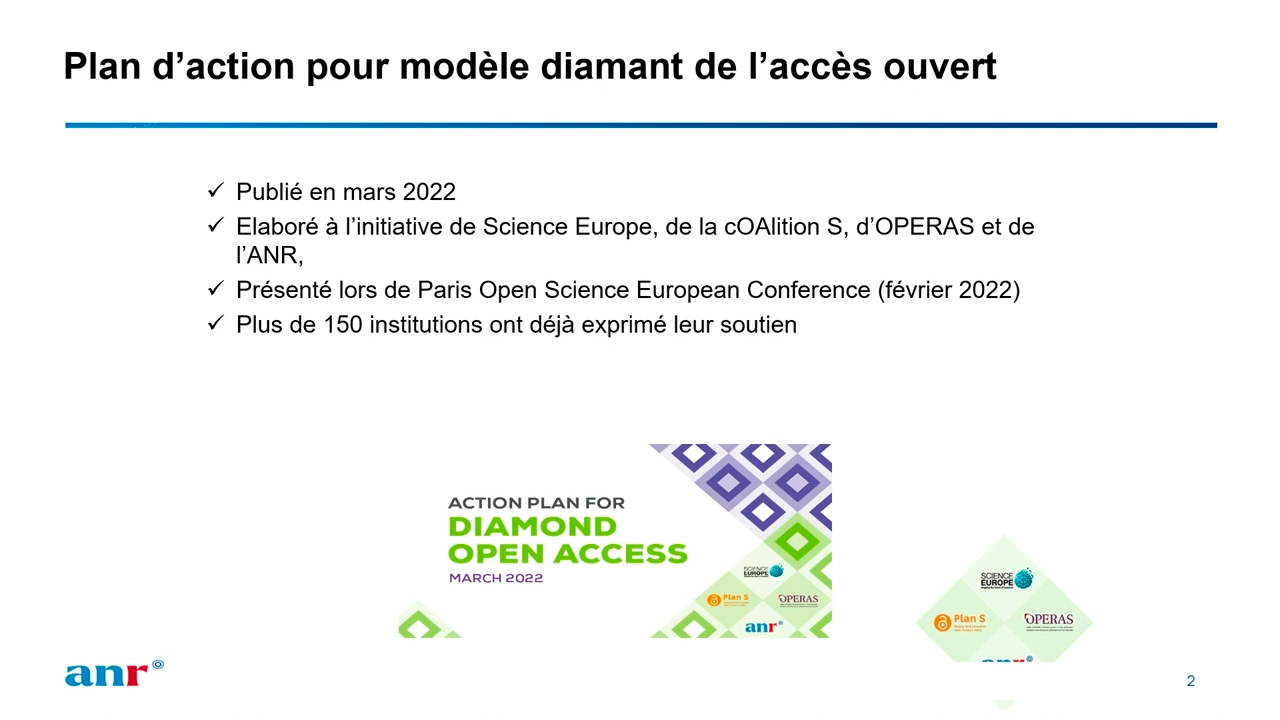 Plan d’action pour modèle diamant de l’accès ouvert
✓ Publié en mars 2022
✓ Elaboré à l’initiative de Science Europe, de la cOAlition S, d’OPERAS et de
l’ANR,
✓ Présenté lors de Paris Open Science European Conference (février 2022)
✓ Plus de 150 institutions ont déjà exprimé leur soutien
ACTION PLAN FOR
DIAMOND
OPEN ACCESS
MARCH 2022
SCIENCE
EUROPE
Plan S
OPERAS
anr
SCIENCE
EUROPE
Plan S
OPERAS
anr
anr
2